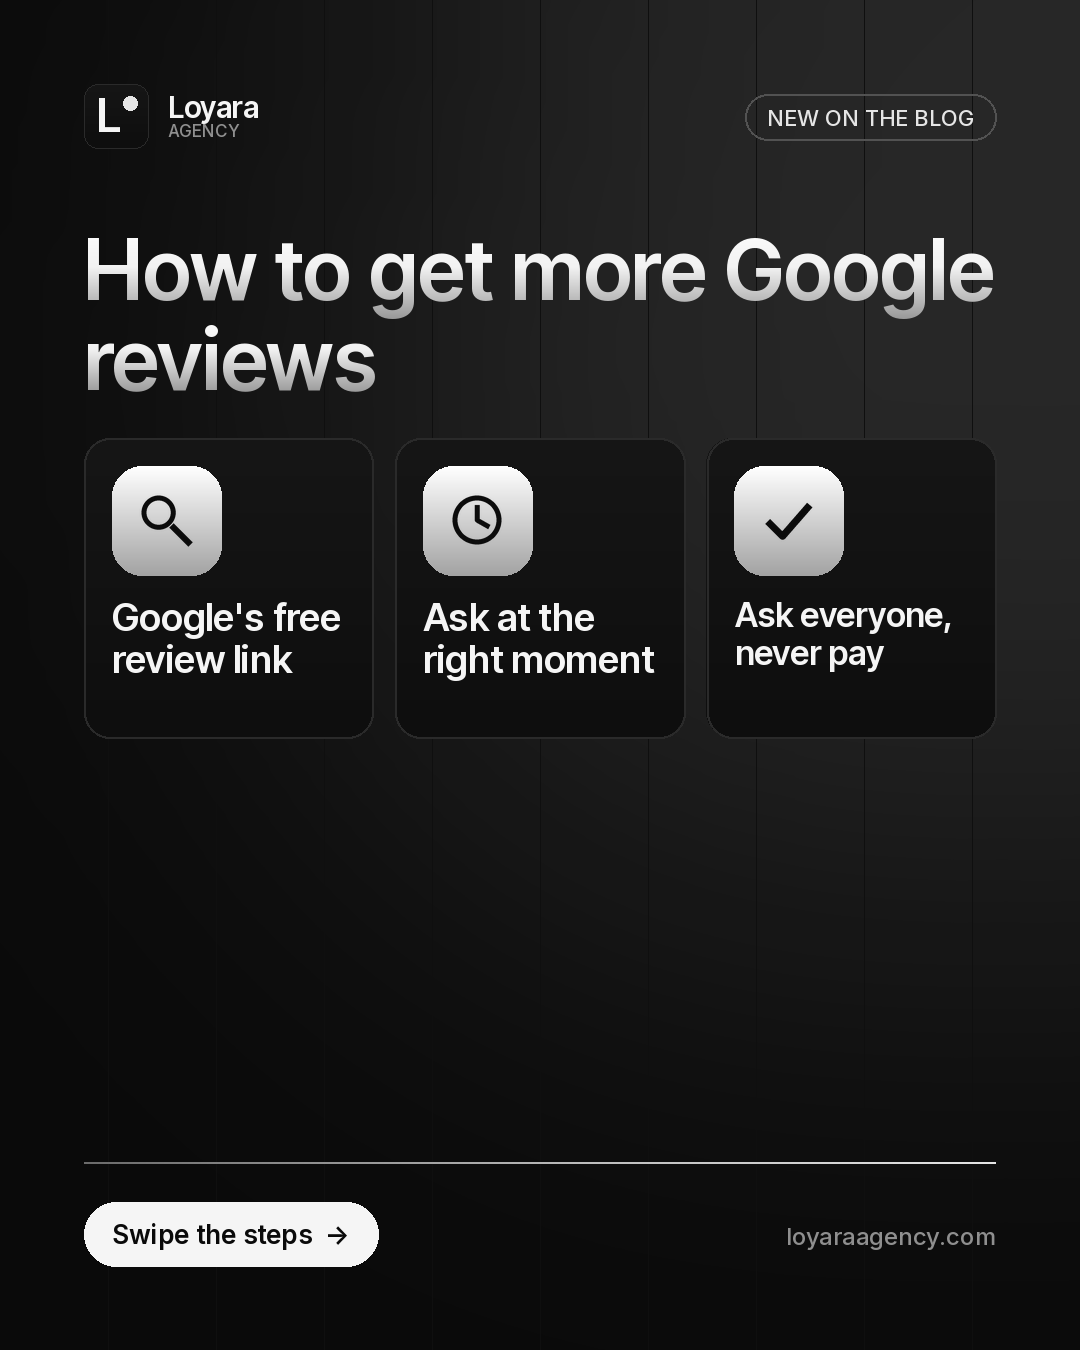 Loyara
AGENCY
NEW ON THE BLOG
How to get more Google
reviews
Google's free
review link
Ask at the
right moment
Ask everyone,
never pay
Swipe the steps →
loyaraagency.com